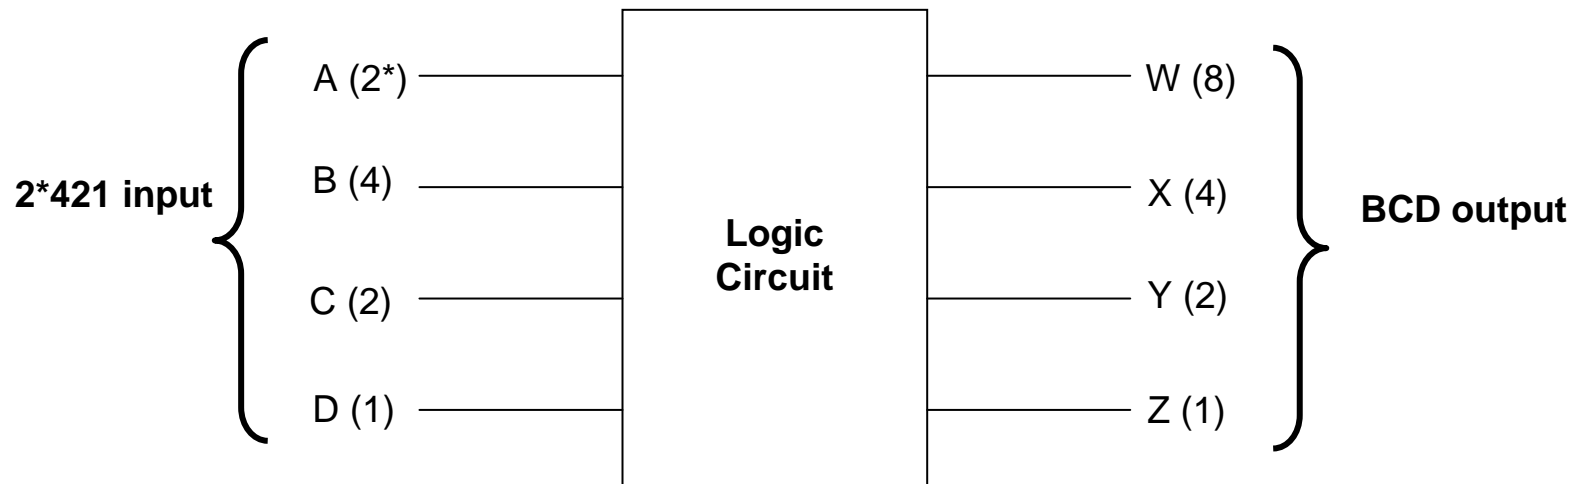 2*421 input
A (2*)
B (4)
C (2)
D (1)
Logic
Circuit
W (8)
X (4)
Y (2)
Z (1)
BCD output